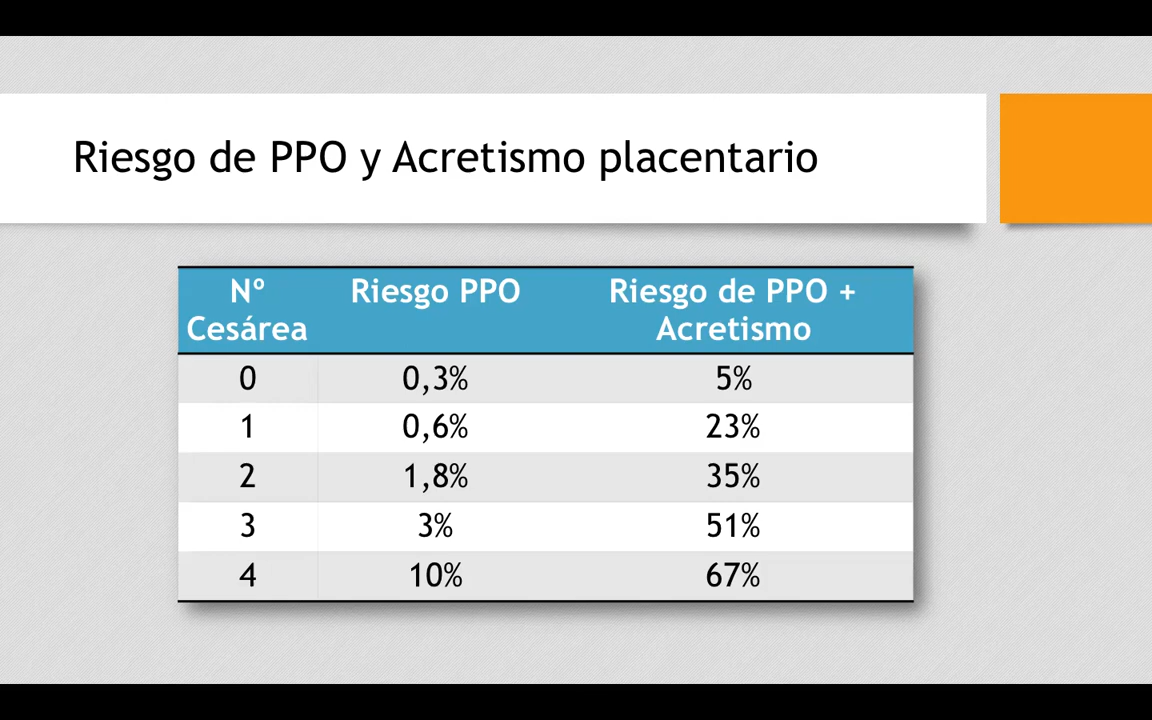 Riesgo de PPO y Acretismo placentario
Nº Cesárea Riesgo PPO Riesgo de PPO + Acretismo
0 0,3% 5%
1 0,6% 23%
2 1,8% 35%
3 3% 51%
4 10% 67%